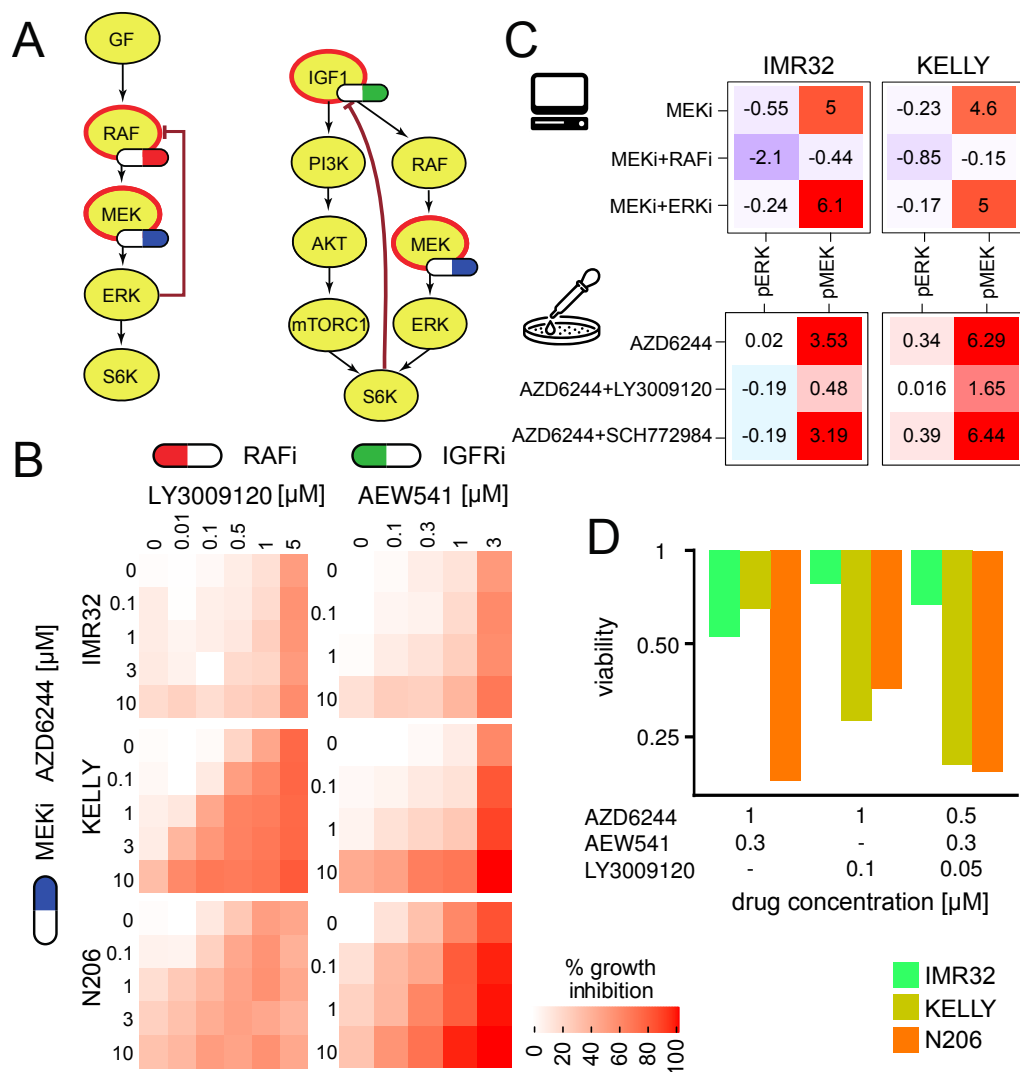 A
GF
RAF
MEK
ERK
S6K
IGF1
PI3K
RAF
AKT
MEK
mTORC1
ERK
S6K
C
IMR32
KELLY
MEKi
-0.55
5
-0.23
4.6
MEKi+RAFi
-2.1
-0.44
-0.85
-0.15
MEKi+ERKi
-0.24
6.1
-0.17
5
pERK
pMEK
pERK
pMEK
AZD6244
0.02
3.53
0.34
6.29
AZD6244+LY3009120
-0.19
0.48
0.016
1.65
AZD6244+SCH772984
-0.19
3.19
0.39
6.44
B
RAFi
IGFRi
LY3009120 [µM]
AEW541 [µM]
0 0.01 0.1 0.5 1 5
0 0.1 0.3 1 3
MEKi AZD6244 [µM]
IMR32
0
0.1
1
3
10
0
0.1
1
10
KELLY
0
0.1
1
3
10
0
0.1
1
10
N206
0
0.1
1
3
10
0
0.1
1
10
% growth
inhibition
0 20 40 60 80 100
D
viability
1
0.50
0.25
AZD6244 1 1 0.5
AEW541 0.3 - 0.3
LY3009120 - 0.1 0.05
drug concentration [µM]
IMR32
KELLY
N206